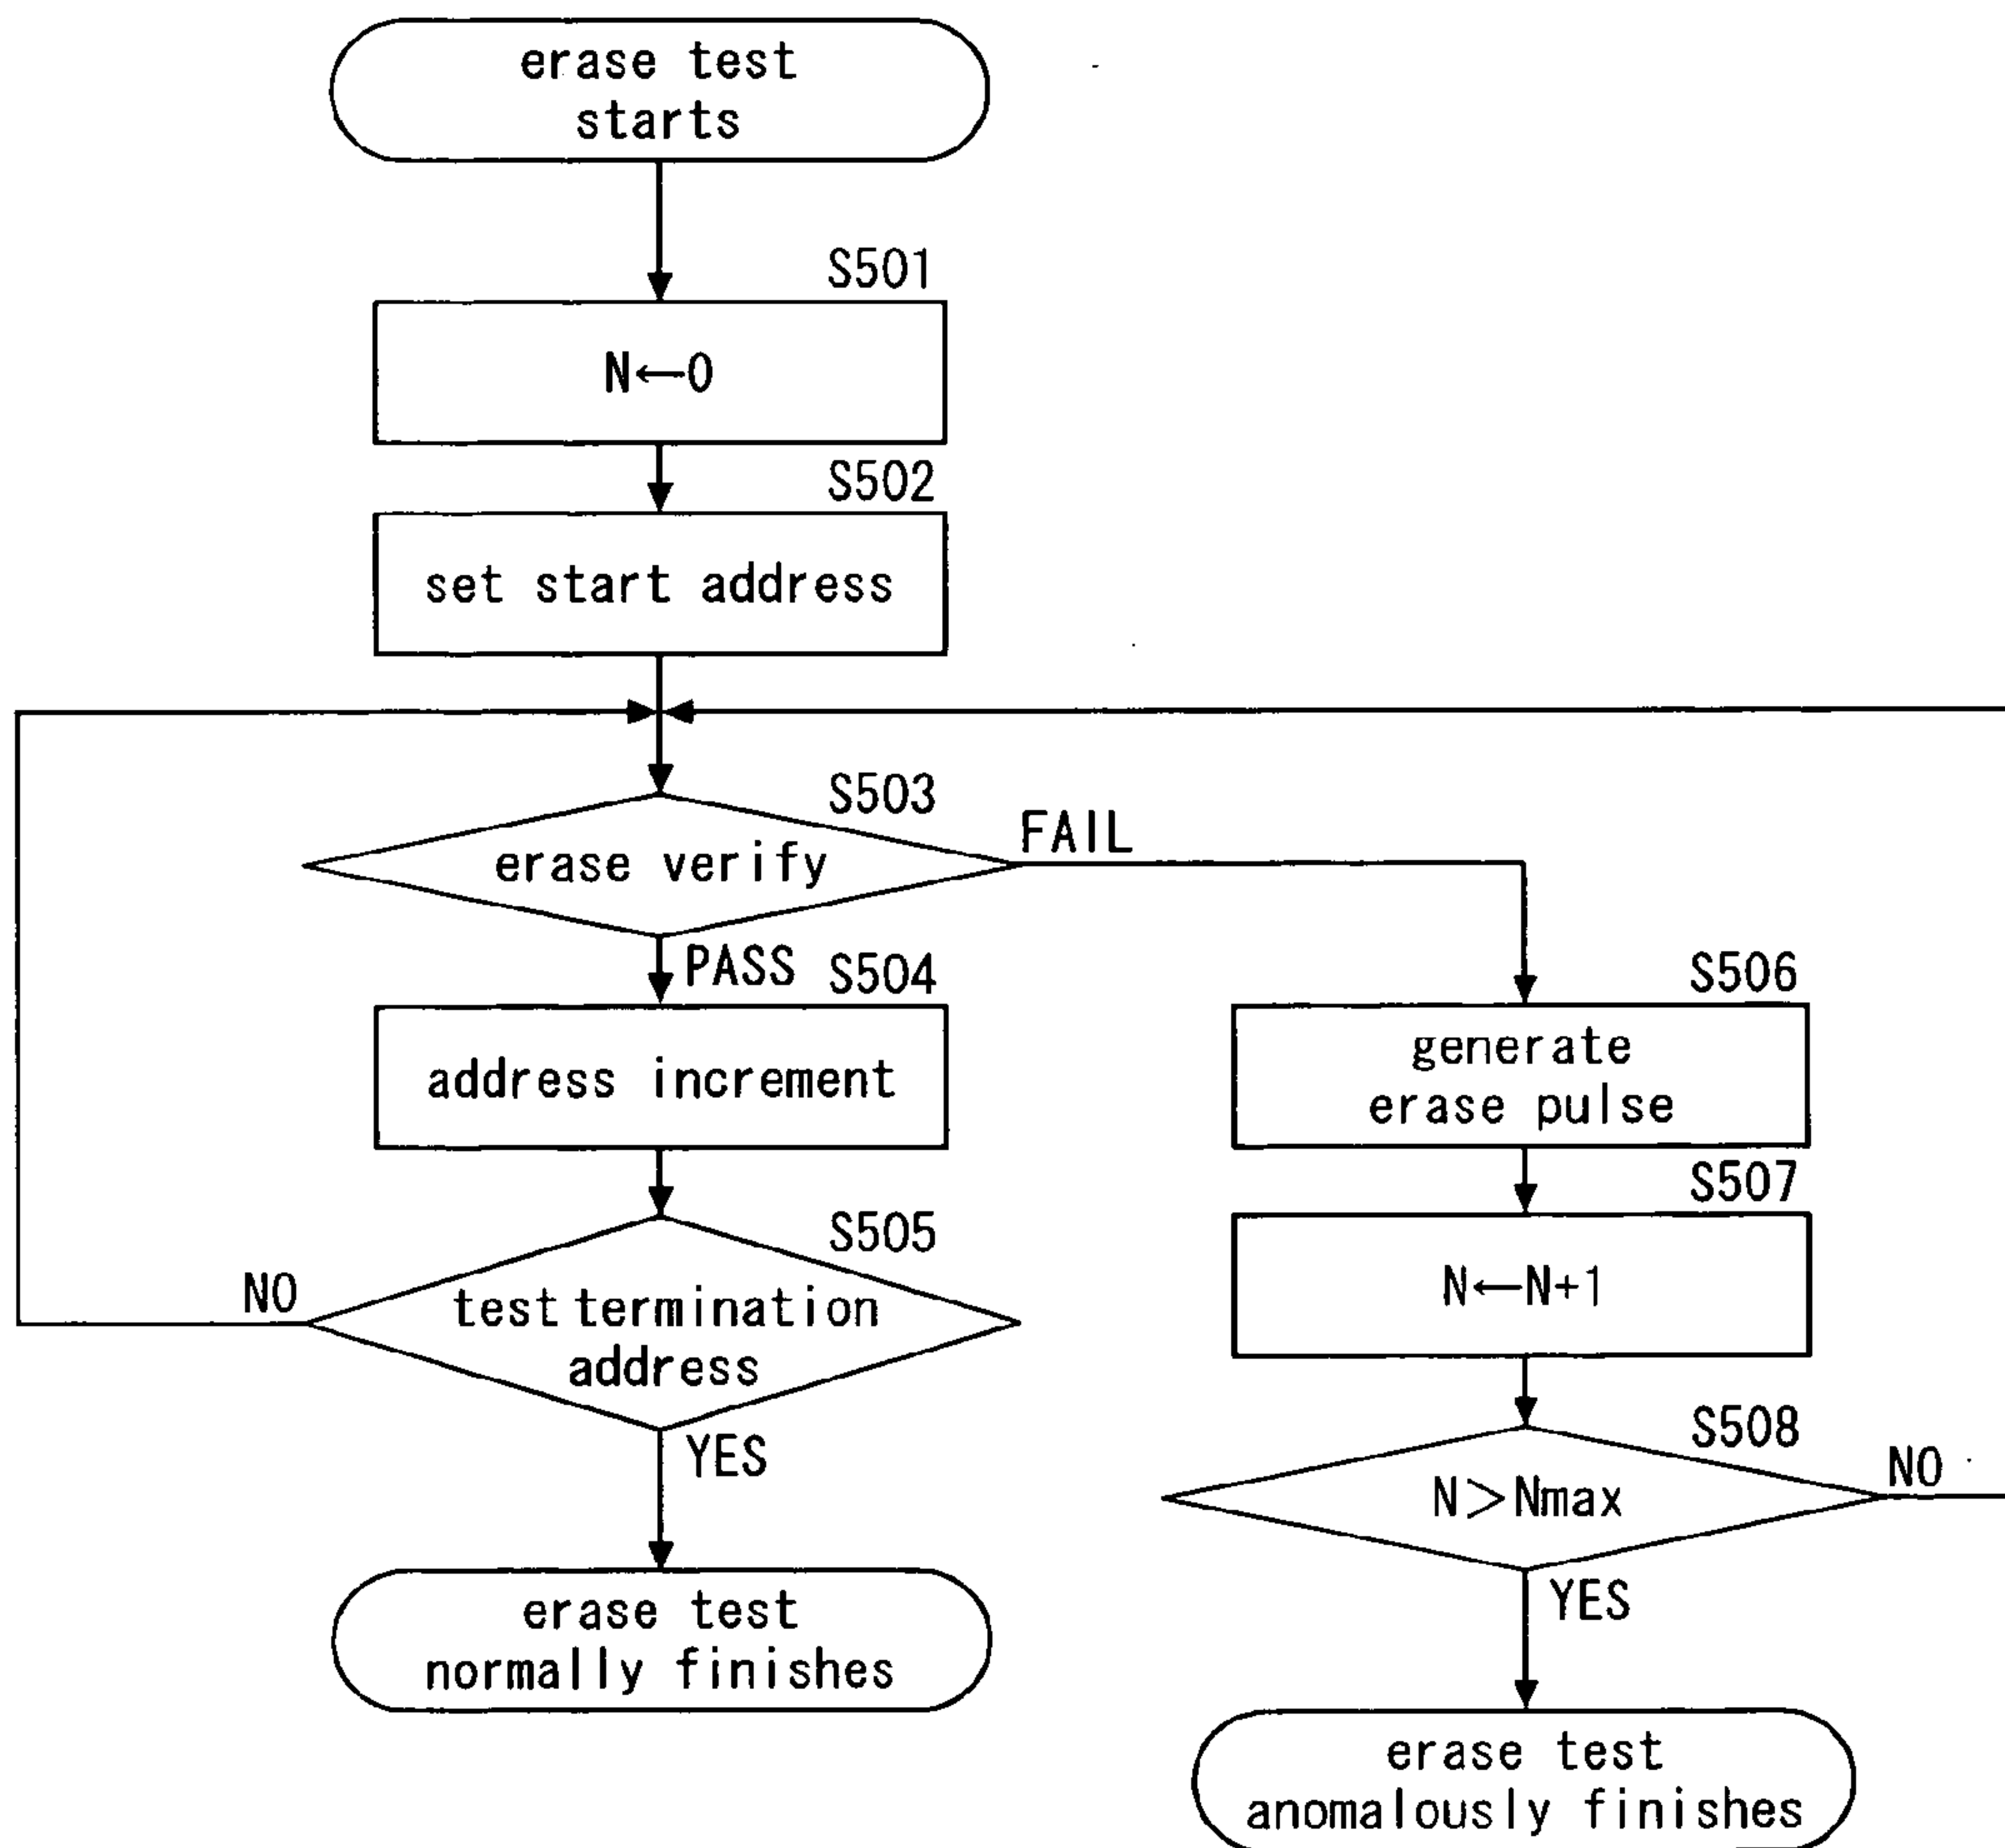 erase test
starts
S501
N←0
S502
set start address
S503
erase verify
FAIL
PASS
S504
address increment
S505
test termination
address
NO
YES
erase test
normally finishes
S506
generate
erase pulse
S507
N←N+1
S508
N>Nmax
NO
YES
erase test
anomalously finishes